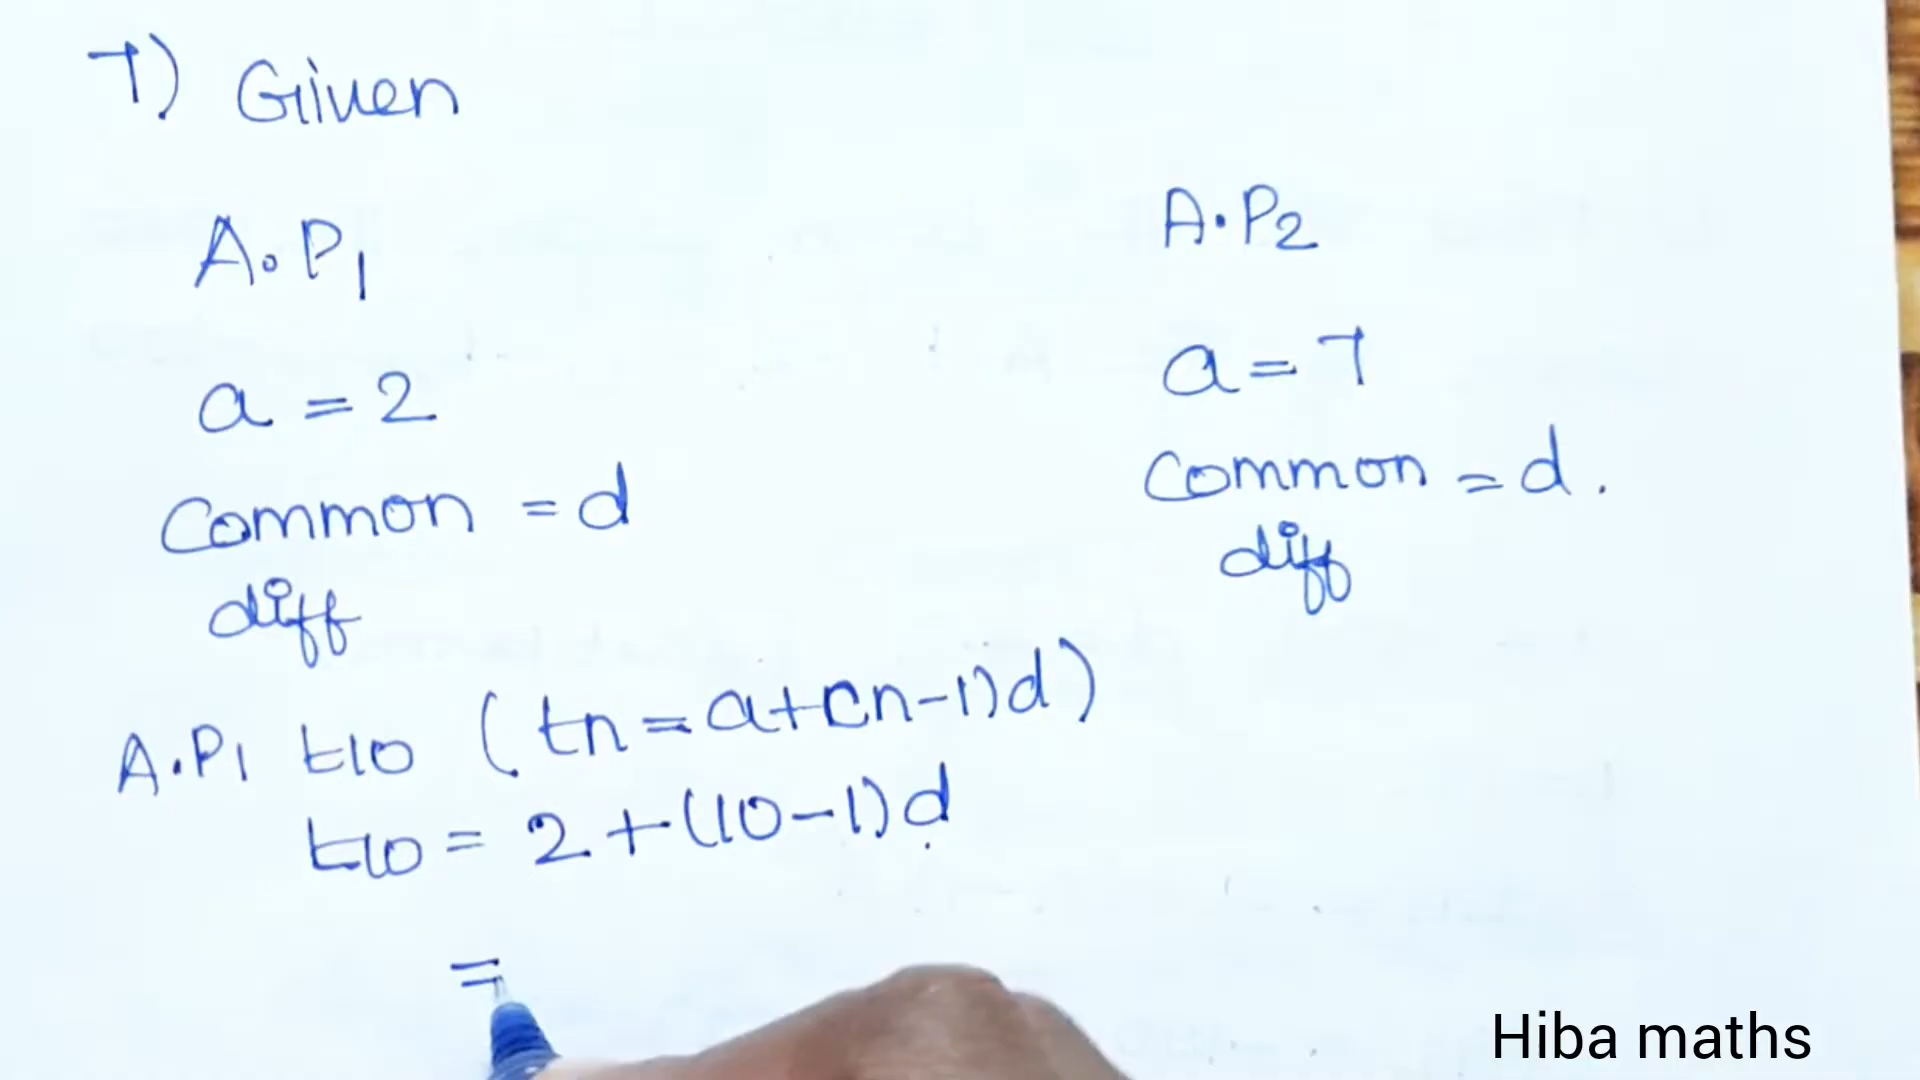 7) Given
A.P1
a = 2
Common = d
diff
A.P2
a = 7
Common = d.
diff
A.P1 t10 (tn = a+(n-1)d)
t10 = 2+(10-1)d
=
Hiba maths